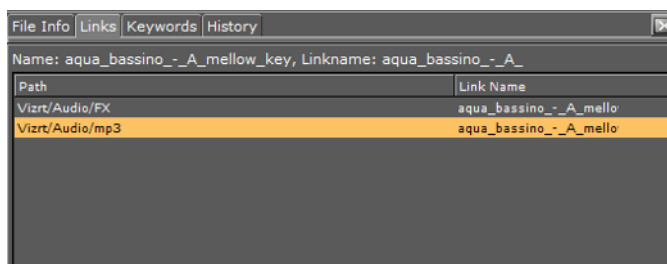 File Info Links Keywords History
Name: aqua_bassino_-_A_mellow_key, Linkname: aqua_bassino_-_A_
Path Link Name
Vizrt/Audio/FX aqua_bassino_-_A_mello
Vizrt/Audio/mp3 aqua_bassino_-_A_mello